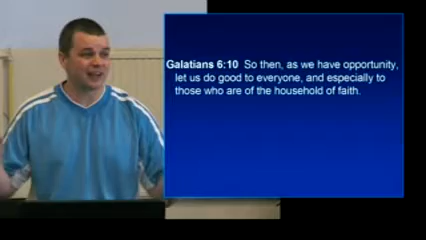 Galatians 6:10 So then, as we have opportunity,
let us do good to everyone, and especially to
those who are of the household of faith.